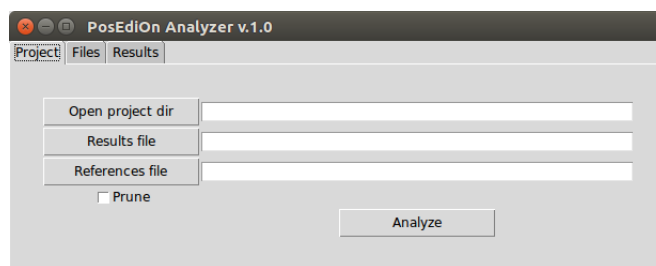 PosEdiOn Analyzer v.1.0
Project Files Results
Open project dir
Results file
References file
Prune
Analyze